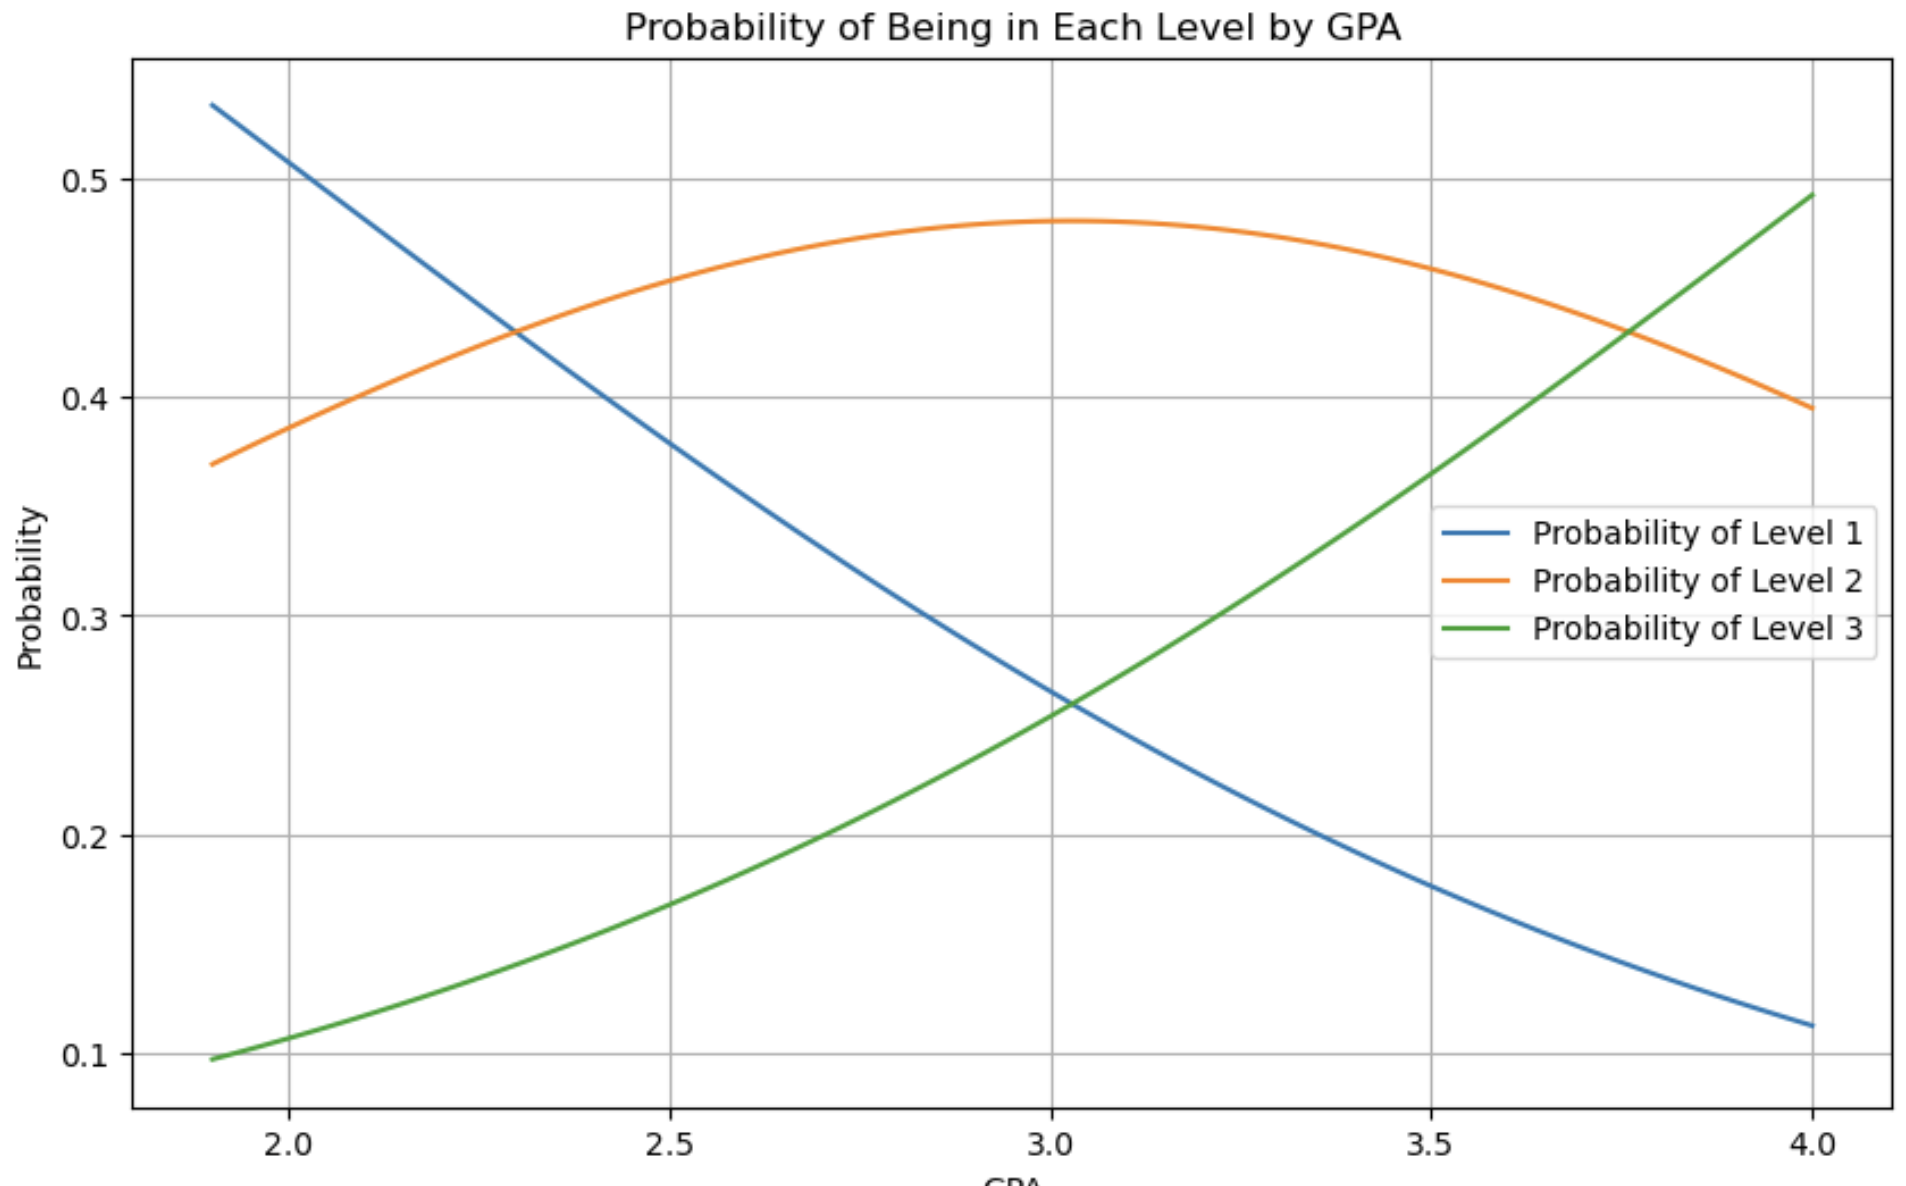 Probability of Being in Each Level by GPA
Probability
0.5
0.4
0.3
0.2
0.1
Probability of Level 1
Probability of Level 2
Probability of Level 3
2.0 2.5 3.0 3.5 4.0
GPA